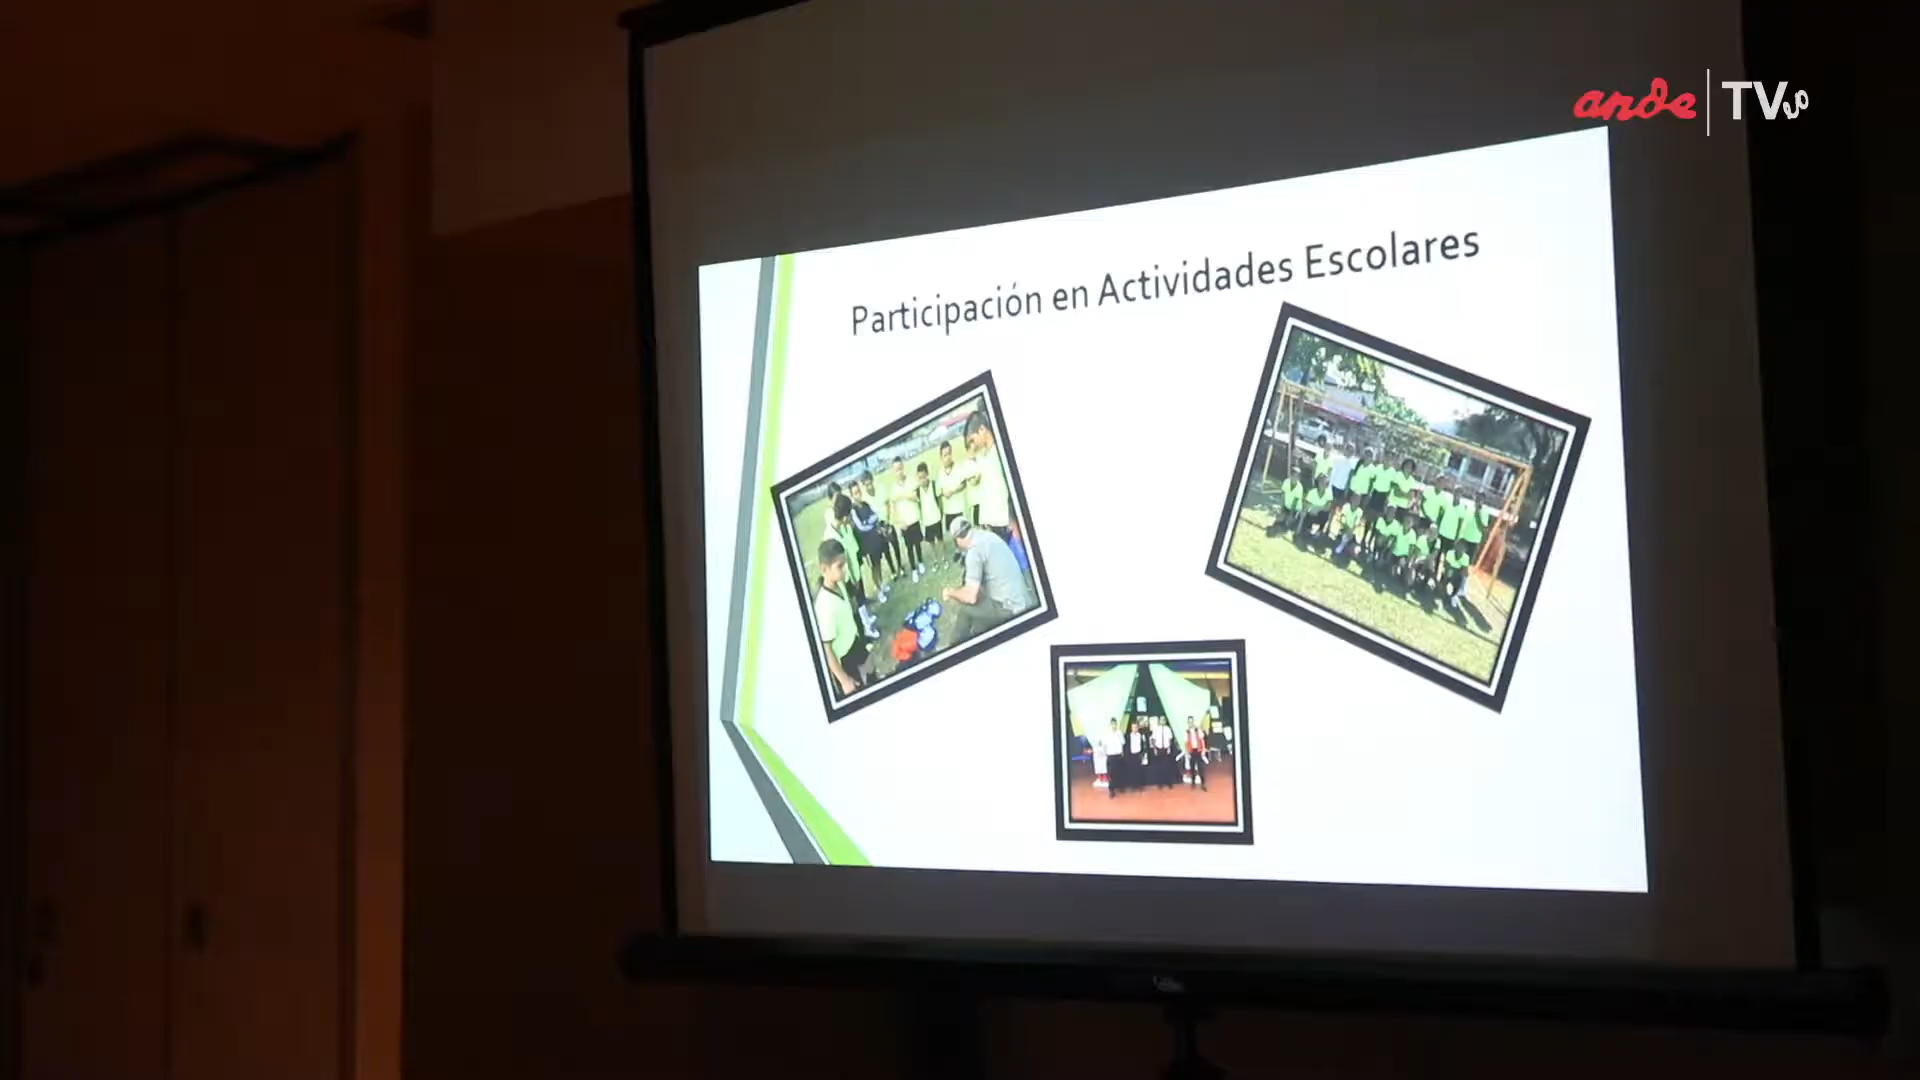 ande | TV
Participación en Actividades Escolares